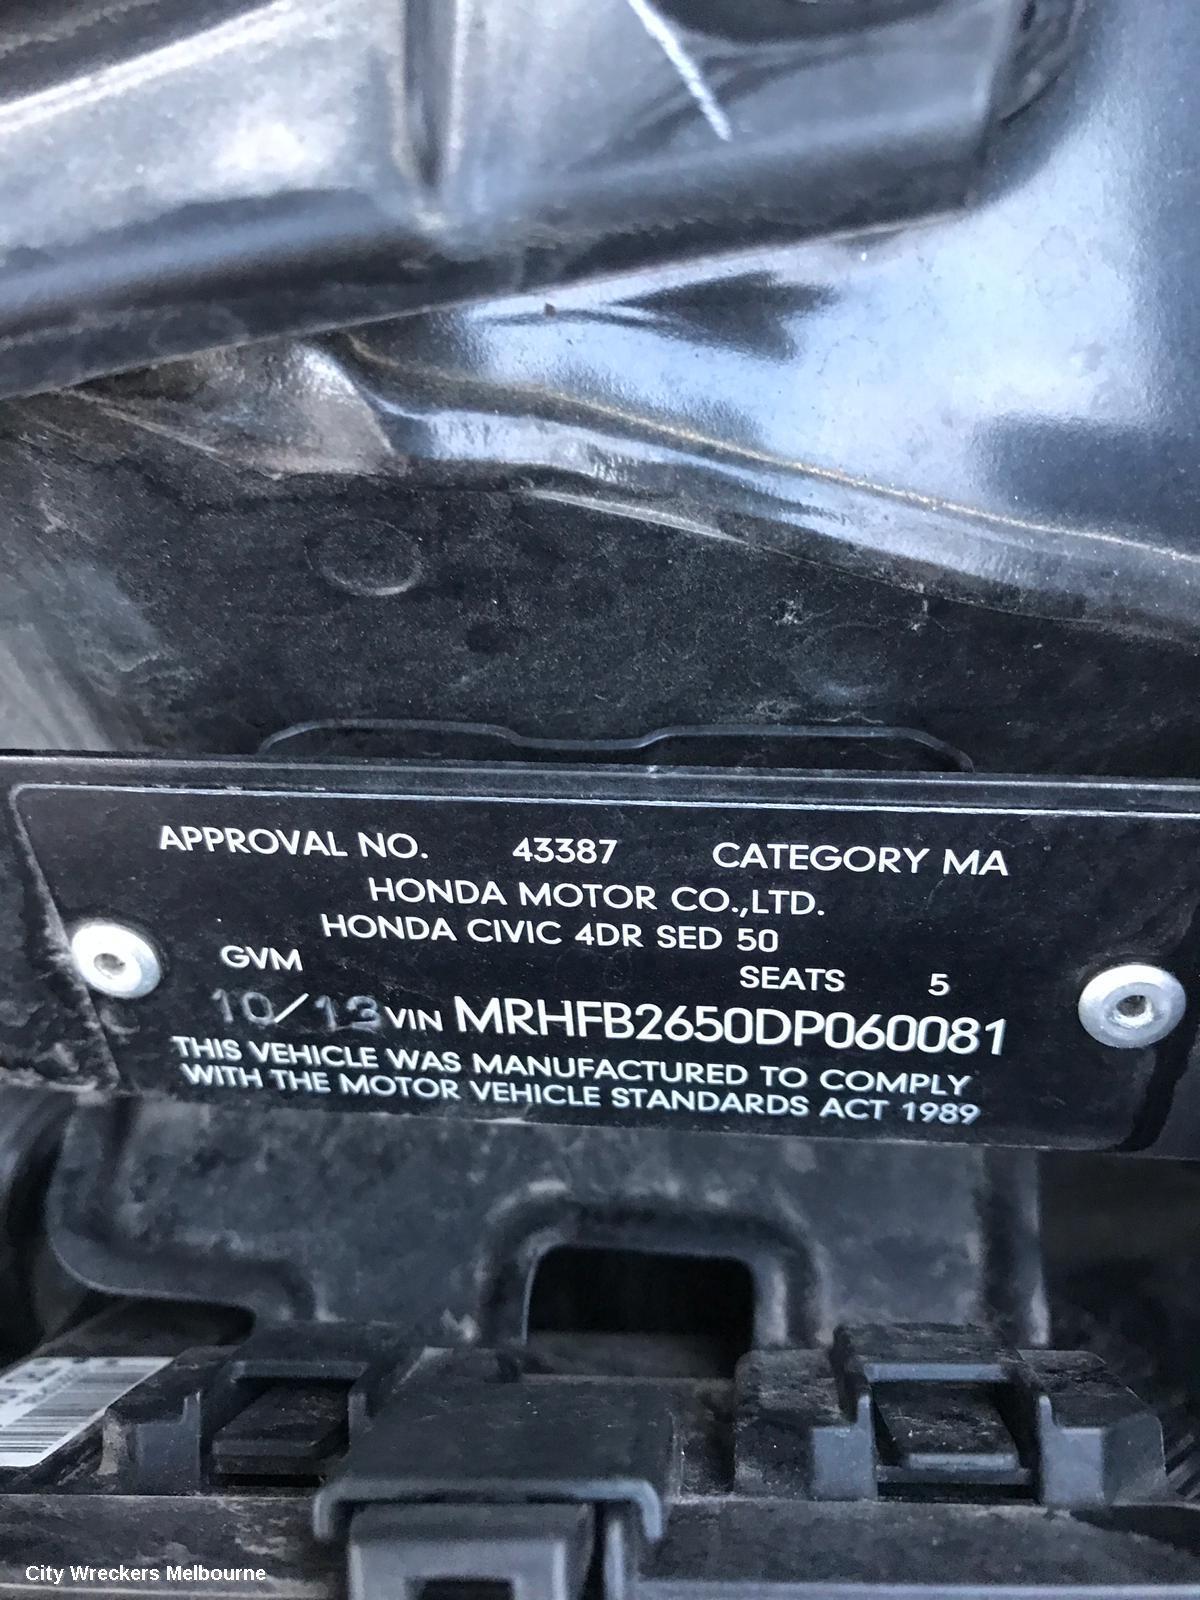 APPROVAL NO. 43387 CATEGORY MA
HONDA MOTOR CO.,LTD.
HONDA CIVIC 4DR SED 50
GVM SEATS 5
10/13 VIN MRHFB2650DP060081
THIS VEHICLE WAS MANUFACTURED TO COMPLY
WITH THE MOTOR VEHICLE STANDARDS ACT 1989
City Wreckers Melbourne